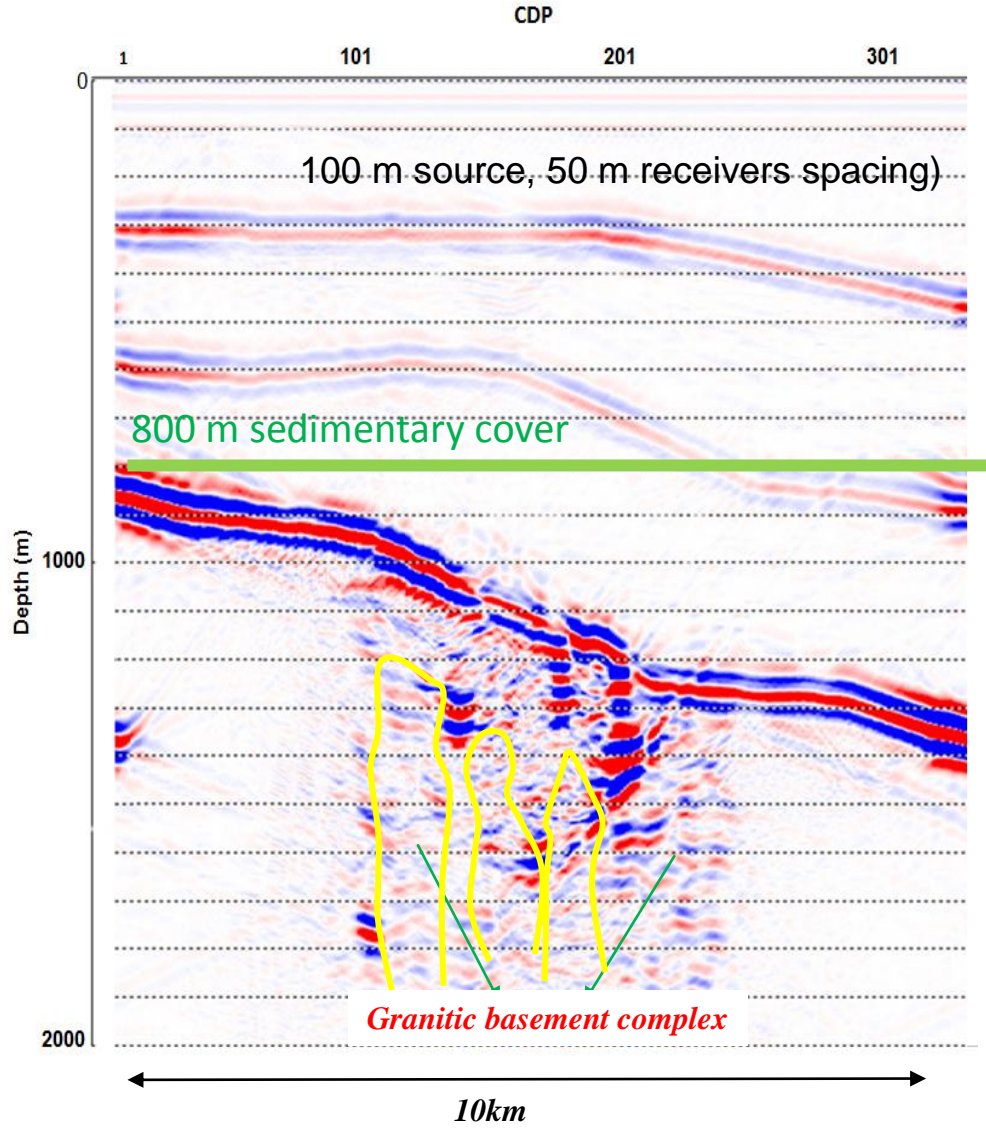 CDP
1 101 201 301
0
100 m source, 50 m receivers spacing)
800 m sedimentary cover
1000
Depth (m)
Granitic basement complex
2000
10km